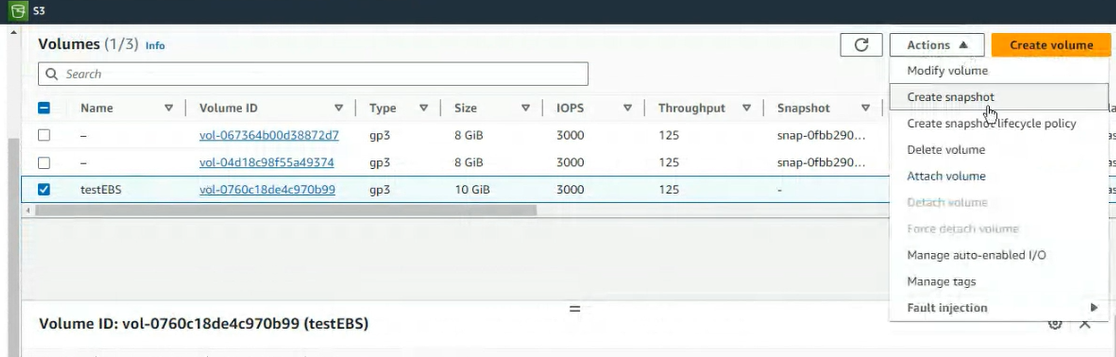 S3
Volumes (1/3) Info
Actions
Create volume
Search
Name Volume ID Type Size IOPS Throughput Snapshot
– vol-067364b00d38872d7 gp3 8 GiB 3000 125 snap-0fbb290...
– vol-04d18c98f55a49374 gp3 8 GiB 3000 125 snap-0fbb290...
testEBS vol-0760c18de4c970b99 gp3 10 GiB 3000 125 -
Modify volume
Create snapshot
Create snapshot lifecycle policy
Delete volume
Attach volume
Detach volume
Force detach volume
Manage auto-enabled I/O
Manage tags
Fault injection
Volume ID: vol-0760c18de4c970b99 (testEBS)